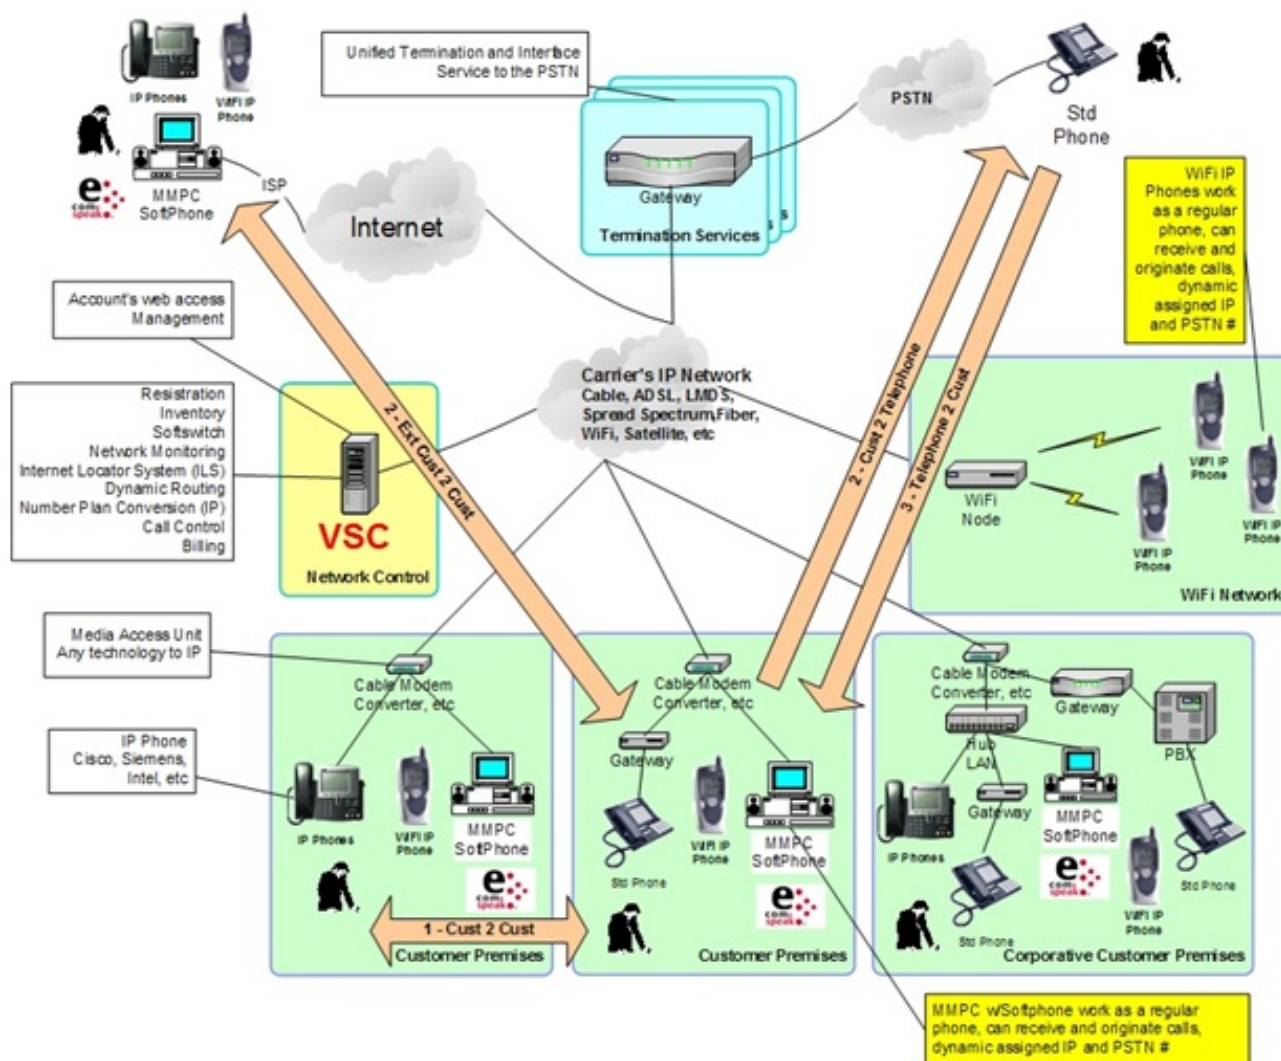 IP Phones
WiFI IP
Phone
MMPC
SoftPhone
e
com
speak
ISP
Internet
Unified Termination and Interface
Service to the PSTN
Gateway
Termination Services
s
s
PSTN
Std
Phone
WiFi IP
Phones work
as a regular
phone, can
receive and
originate calls,
dynamic
assigned IP
and PSTN #
Account's web access
Management
Resistration
Inventory
Softswitch
Network Monitoring
Internet Locator System (ILS)
Dynamic Routing
Number Plan Conversion (IP)
Call Control
Billing
VSC
Network Control
Carrier's IP Network
Cable, ADSL, LMDS,
Spread Spectrum,Fiber,
WiFi, Satellite, etc
2 - Ext Cust 2 Cust
2 - Cust 2 Telephone
3 - Telephone 2 Cust
WiFi
Node
WiFI IP
Phone
WiFI IP
Phone
WiFI IP
Phone
WiFi Network
Media Access Unit
Any technology to IP
IP Phone
Cisco, Siemens,
Intel, etc
Cable Modem
Converter, etc
IP Phones
WiFI IP
Phone
MMPC
SoftPhone
e
com
speak
1 - Cust 2 Cust
Customer Premises
Cable Modem
Converter, etc
Gateway
Std Phone
WiFI IP
Phone
MMPC
SoftPhone
e
com
speak
Customer Premises
Cable Modem
Converter, etc
Gateway
Hub
LAN
PBX
IP Phones
Gateway
MMPC
SoftPhone
e
com
speak
Std Phone
WiFI IP
Phone
Std Phone
Corporative Customer Premises
MMPC w/Softphone work as a regular
phone, can receive and originate calls,
dynamic assigned IP and PSTN #